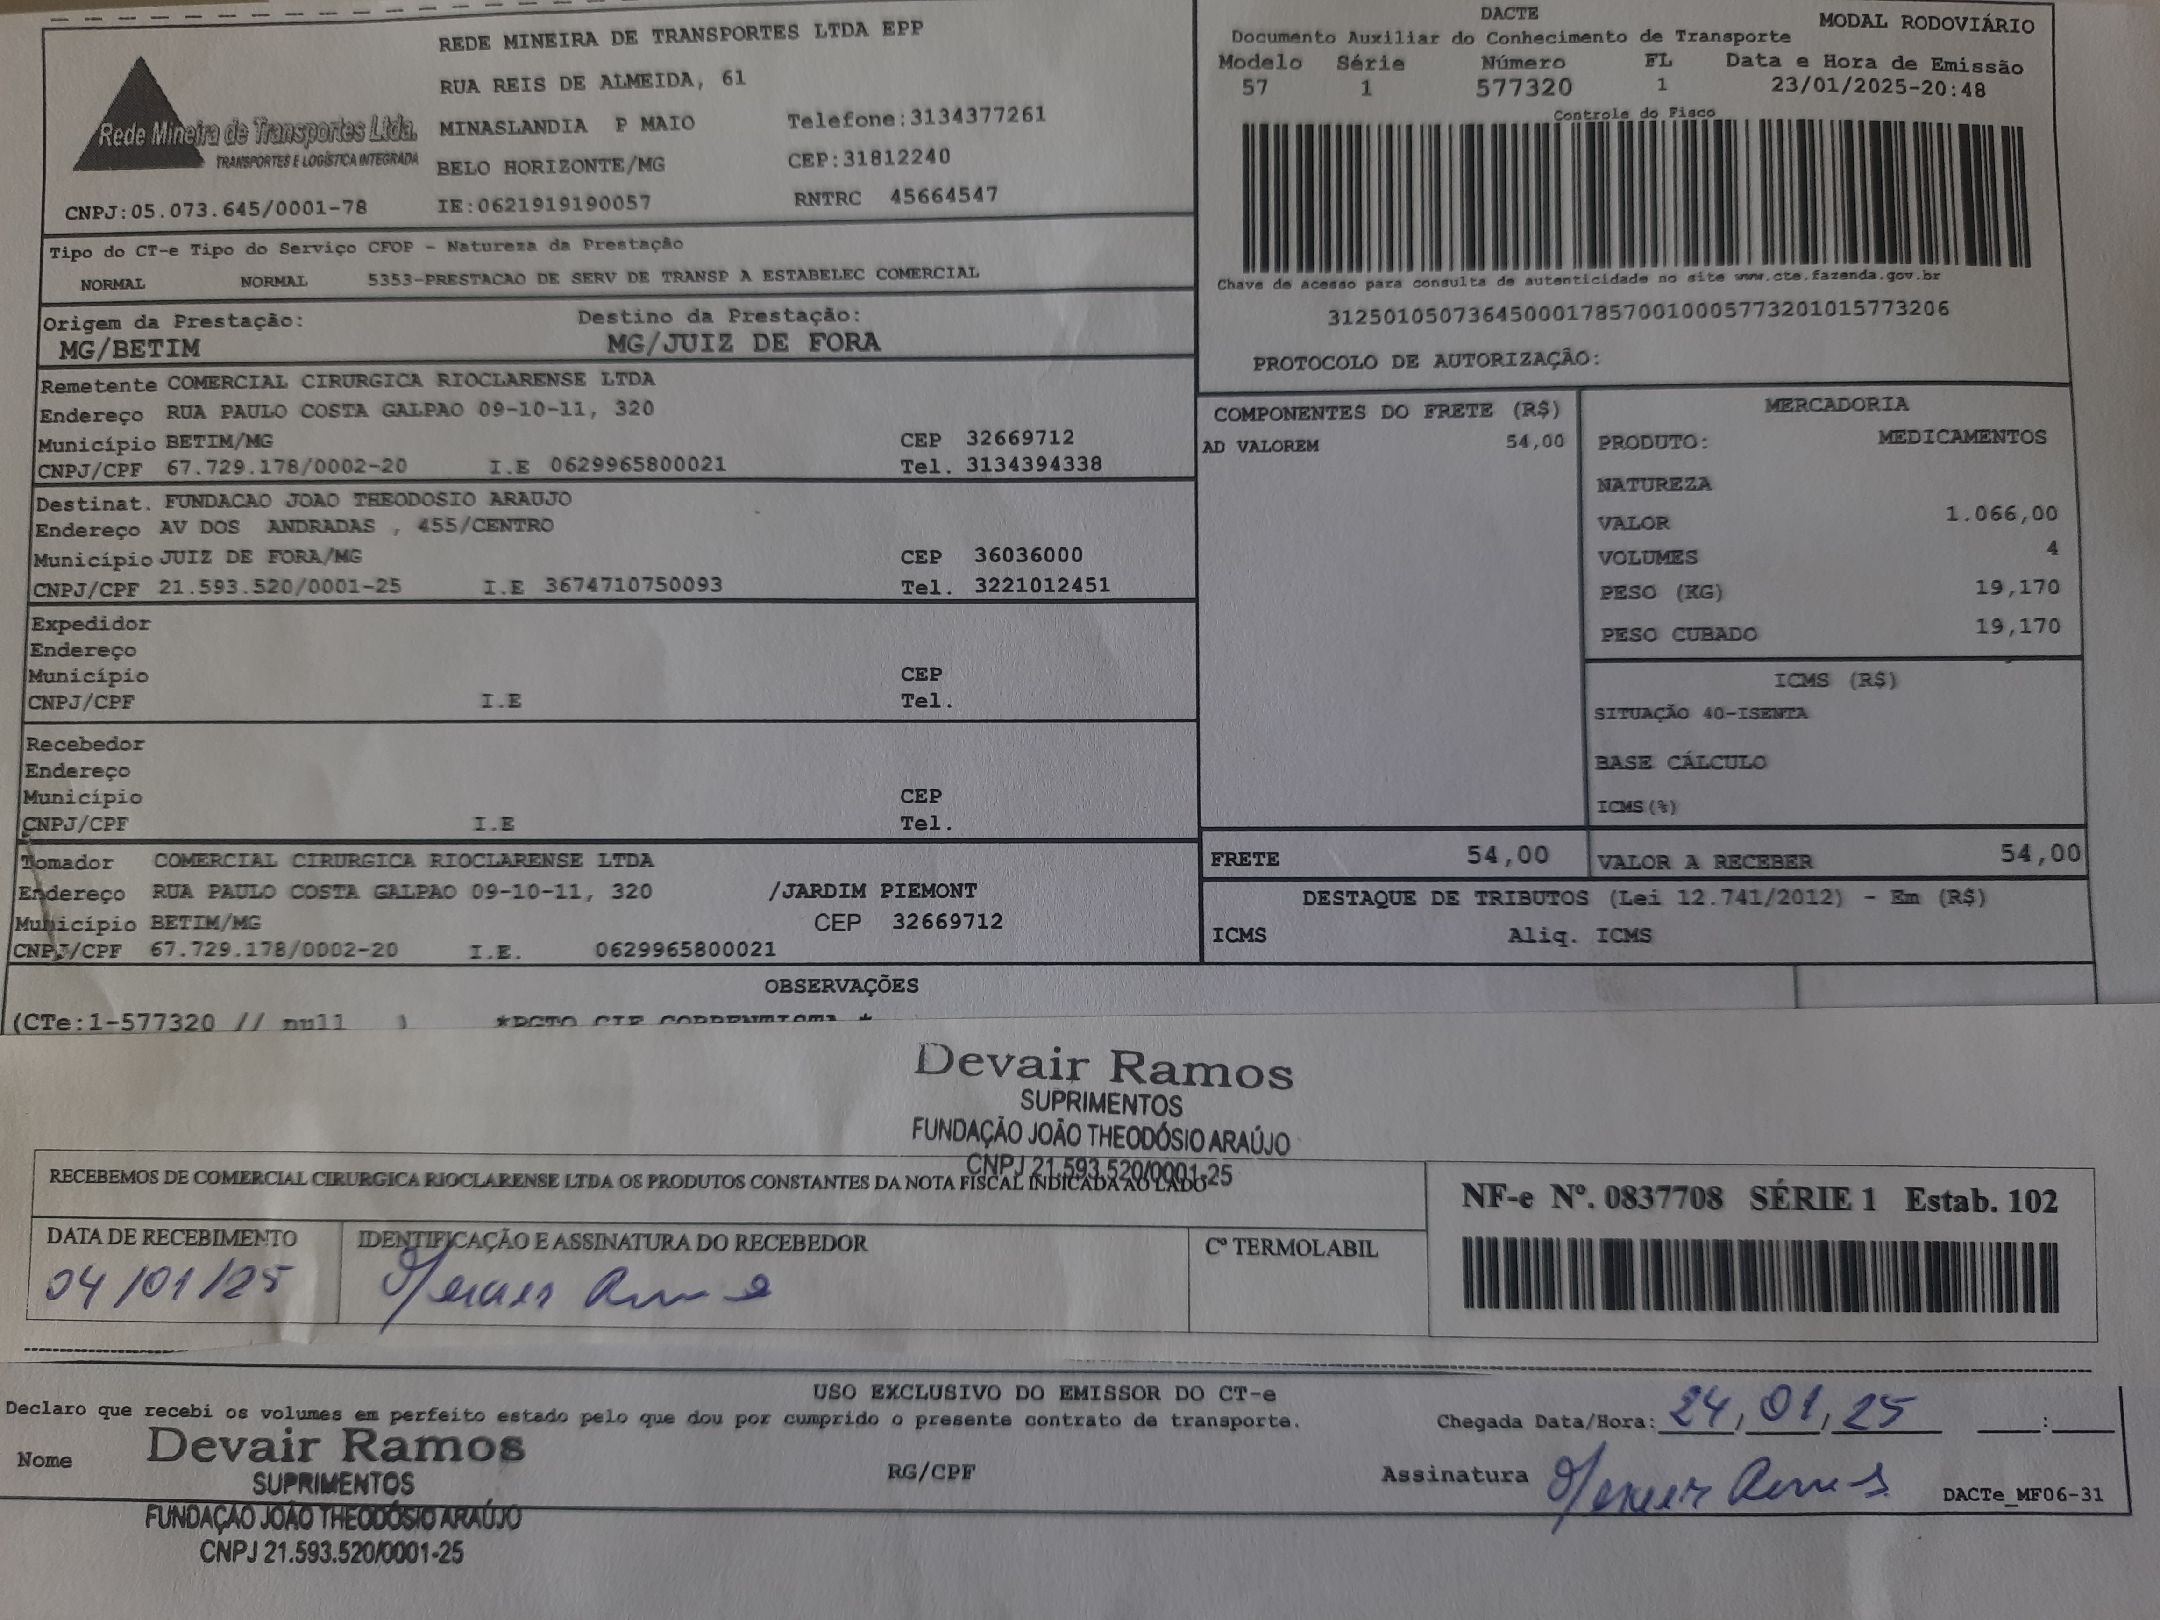 REDE MINEIRA DE TRANSPORTES LTDA EPP
RUA REIS DE ALMEIDA, 61
Rede Mineira de Transportes Ltda.
TRANSPORTES E LOGÍSTICA INTEGRADA
MINASLANDIA P MAIO Telefone:3134377261
BELO HORIZONTE/MG CEP:31812240
CNPJ:05.073.645/0001-78 IE:0621919190057 RNTRC 45664547
DACTE MODAL RODOVIÁRIO
Documento Auxiliar do Conhecimento de Transporte
Modelo Série Número FL Data e Hora de Emissão
57 1 577320 1 23/01/2025-20:48
Controle do Fisco
Chave de acesso para consulta de autenticidade no site www.cte.fazenda.gov.br
31250105073645000178570010005773201015773206
PROTOCOLO DE AUTORIZAÇÃO:
Tipo do CT-e Tipo do Serviço CFOP - Natureza da Prestação
NORMAL NORMAL 5353-PRESTACAO DE SERV DE TRANSP A ESTABELEC COMERCIAL
Origem da Prestação: Destino da Prestação:
MG/BETIM MG/JUIZ DE FORA
Remetente COMERCIAL CIRURGICA RIOCLARENSE LTDA
Endereço RUA PAULO COSTA GALPAO 09-10-11, 320
Município BETIM/MG CEP 32669712
CNPJ/CPF 67.729.178/0002-20 I.E 0629965800021 Tel. 3134394338
Destinat. FUNDACAO JOAO THEODOSIO ARAUJO
Endereço AV DOS ANDRADAS , 455/CENTRO
Município JUIZ DE FORA/MG CEP 36036000
CNPJ/CPF 21.593.520/0001-25 I.E 3674710750093 Tel. 3221012451
Expedidor
Endereço
Município CEP
CNPJ/CPF I.E Tel.
Recebedor
Endereço
Município CEP
CNPJ/CPF I.E Tel.
Tomador COMERCIAL CIRURGICA RIOCLARENSE LTDA
Endereço RUA PAULO COSTA GALPAO 09-10-11, 320 /JARDIM PIEMONT
Município BETIM/MG CEP 32669712
CNPJ/CPF 67.729.178/0002-20 I.E. 0629965800021
COMPONENTES DO FRETE (R$)
AD VALOREM 54,00
MERCADORIA
PRODUTO: MEDICAMENTOS
NATUREZA
VALOR 1.066,00
VOLUMES 4
PESO (KG) 19,170
PESO CUBADO 19,170
ICMS (R$)
SITUAÇÃO 40-ISENTA
BASE CÁLCULO
ICMS(%)
FRETE 54,00 VALOR A RECEBER 54,00
DESTAQUE DE TRIBUTOS (Lei 12.741/2012) - Em (R$)
ICMS Aliq. ICMS
OBSERVAÇÕES
(CTe:1-577320 // null ) *PGTO CIF CORRENTISTA *
Devair Ramos
SUPRIMENTOS
FUNDAÇÃO JOÃO THEODÓSIO ARAÚJO
CNPJ 21.593.520/0001-25
RECEBEMOS DE COMERCIAL CIRURGICA RIOCLARENSE LTDA OS PRODUTOS CONSTANTES DA NOTA FISCAL INDICADA AO LADO
NF-e Nº. 0837708 SÉRIE 1 Estab. 102
DATA DE RECEBIMENTO IDENTIFICAÇÃO E ASSINATURA DO RECEBEDOR Cº TERMOLABIL
04/01/25
USO EXCLUSIVO DO EMISSOR DO CT-e
Declaro que recebi os volumes em perfeito estado pelo que dou por cumprido o presente contrato de transporte.
Chegada Data/Hora: 24/01/25 :
Nome Devair Ramos RG/CPF Assinatura DACTe_MF06-31
SUPRIMENTOS
FUNDAÇÃO JOÃO THEODÓSIO ARAÚJO
CNPJ 21.593.520/0001-25